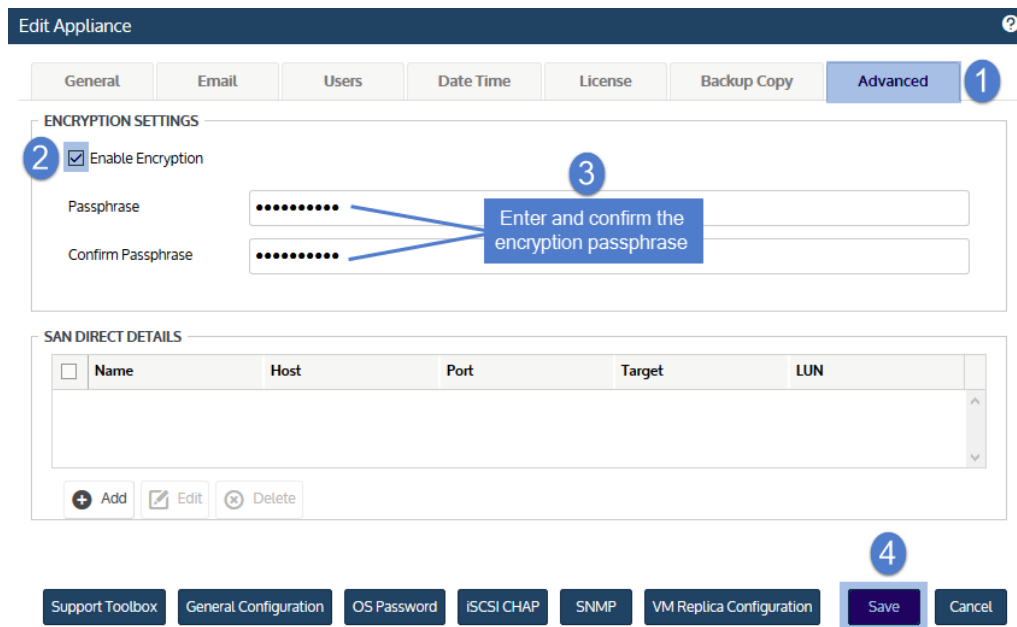 Edit Appliance ?
General Email Users Date Time License Backup Copy Advanced 1
ENCRYPTION SETTINGS
2 Enable Encryption
3
Passphrase ••••••••••
Enter and confirm the
encryption passphrase
Confirm Passphrase ••••••••••
SAN DIRECT DETAILS
Name Host Port Target LUN
Add Edit Delete
4
Support Toolbox General Configuration OS Password iSCSI CHAP SNMP VM Replica Configuration Save Cancel